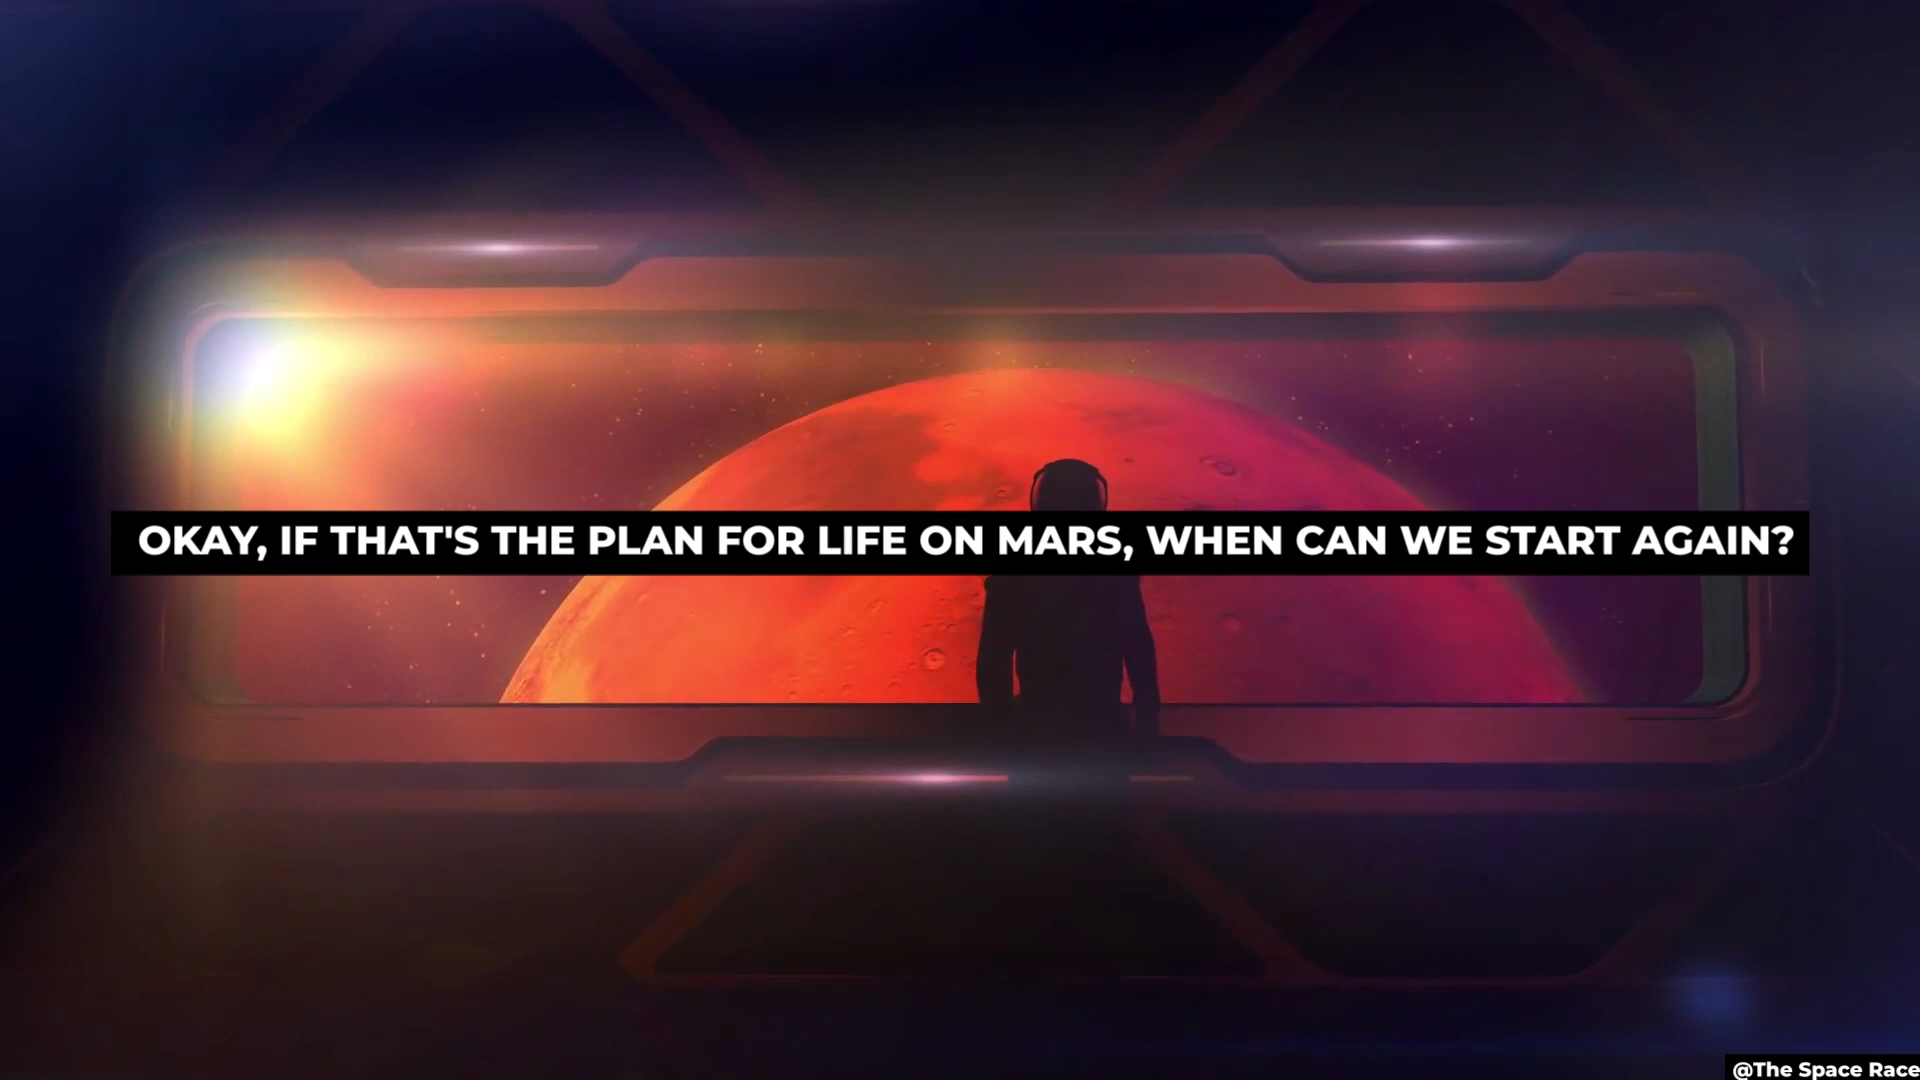 OKAY, IF THAT'S THE PLAN FOR LIFE ON MARS, WHEN CAN WE START AGAIN?
@The Space Race